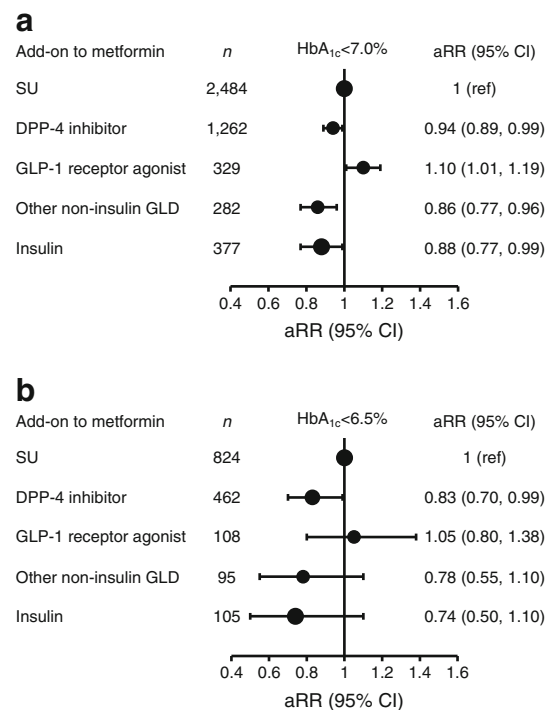 a
Add-on to metformin n HbA1c<7.0% aRR (95% CI)
SU 2,484 1 (ref)
DPP-4 inhibitor 1,262 0.94 (0.89, 0.99)
GLP-1 receptor agonist 329 1.10 (1.01, 1.19)
Other non-insulin GLD 282 0.86 (0.77, 0.96)
Insulin 377 0.88 (0.77, 0.99)
0.4 0.6 0.8 1 1.2 1.4 1.6
aRR (95% CI)
b
Add-on to metformin n HbA1c<6.5% aRR (95% CI)
SU 824 1 (ref)
DPP-4 inhibitor 462 0.83 (0.70, 0.99)
GLP-1 receptor agonist 108 1.05 (0.80, 1.38)
Other non-insulin GLD 95 0.78 (0.55, 1.10)
Insulin 105 0.74 (0.50, 1.10)
0.4 0.6 0.8 1 1.2 1.4 1.6
aRR (95% CI)